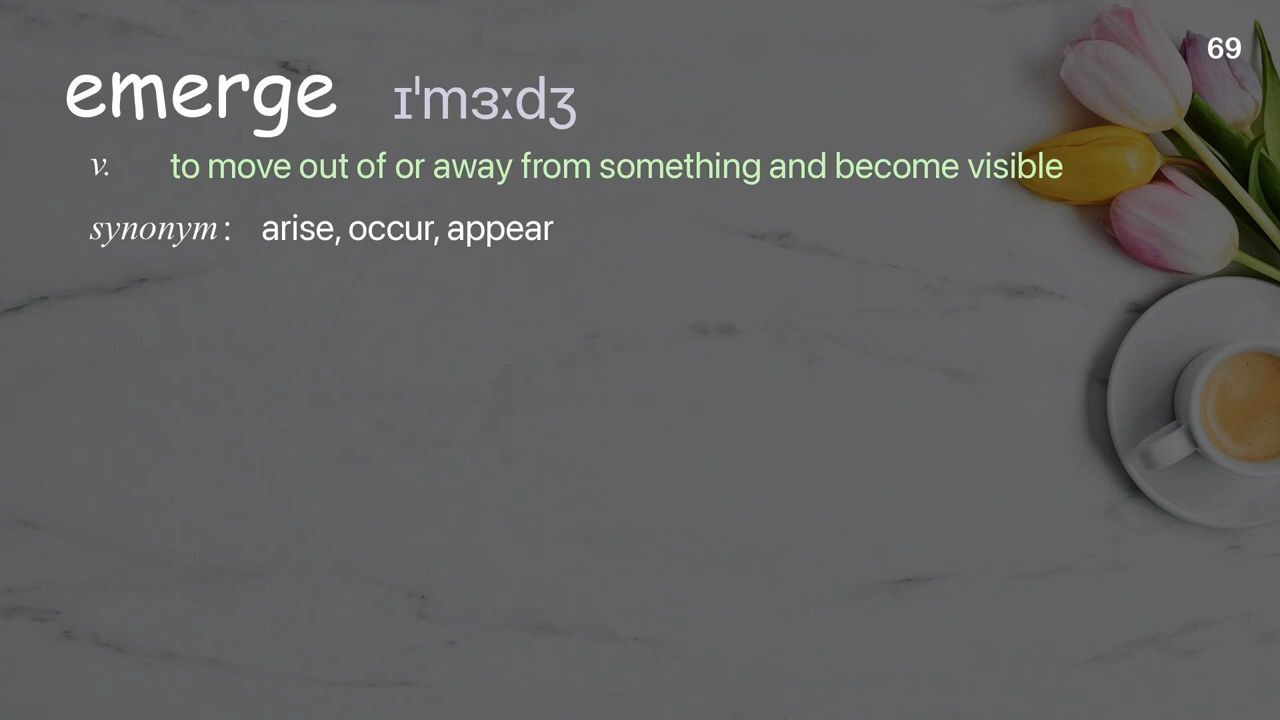 69
emerge ɪˈmɜːdʒ
v. to move out of or away from something and become visible
synonym : arise, occur, appear